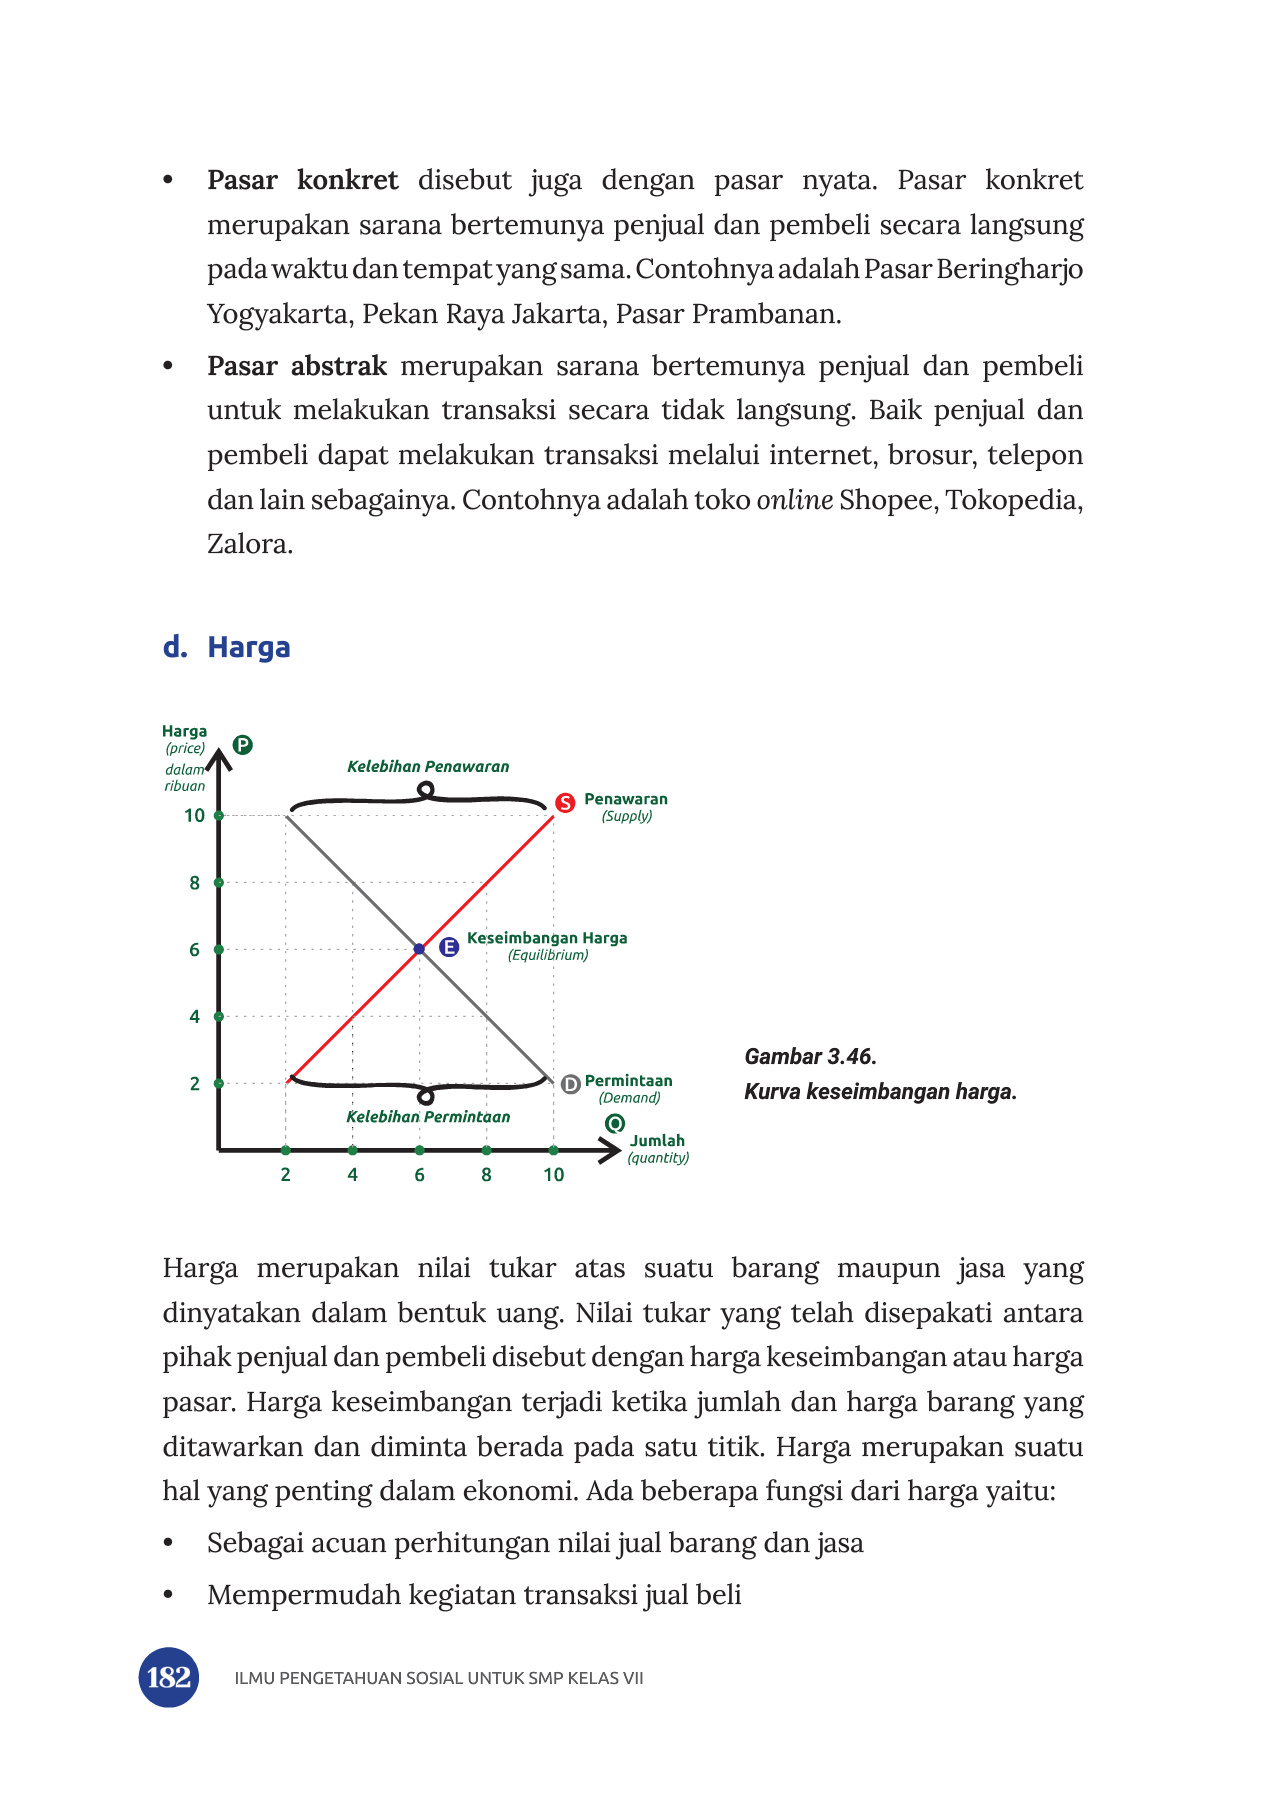 • Pasar konkret disebut juga dengan pasar nyata. Pasar konkret
merupakan sarana bertemunya penjual dan pembeli secara langsung
pada waktu dan tempat yang sama. Contohnya adalah Pasar Beringharjo
Yogyakarta, Pekan Raya Jakarta, Pasar Prambanan.
• Pasar abstrak merupakan sarana bertemunya penjual dan pembeli
untuk melakukan transaksi secara tidak langsung. Baik penjual dan
pembeli dapat melakukan transaksi melalui internet, brosur, telepon
dan lain sebagainya. Contohnya adalah toko online Shopee, Tokopedia,
Zalora.
d. Harga
Harga
(price)
dalam
ribuan
P
Kelebihan Penawaran
S Penawaran
(Supply)
10
8
6
4
2
E Keseimbangan Harga
(Equilibrium)
D Permintaan
(Demand)
Kelebihan Permintaan
Q
Jumlah
(quantity)
2 4 6 8 10
Gambar 3.46.
Kurva keseimbangan harga.
Harga merupakan nilai tukar atas suatu barang maupun jasa yang
dinyatakan dalam bentuk uang. Nilai tukar yang telah disepakati antara
pihak penjual dan pembeli disebut dengan harga keseimbangan atau harga
pasar. Harga keseimbangan terjadi ketika jumlah dan harga barang yang
ditawarkan dan diminta berada pada satu titik. Harga merupakan suatu
hal yang penting dalam ekonomi. Ada beberapa fungsi dari harga yaitu:
• Sebagai acuan perhitungan nilai jual barang dan jasa
• Mempermudah kegiatan transaksi jual beli
182 ILMU PENGETAHUAN SOSIAL UNTUK SMP KELAS VII